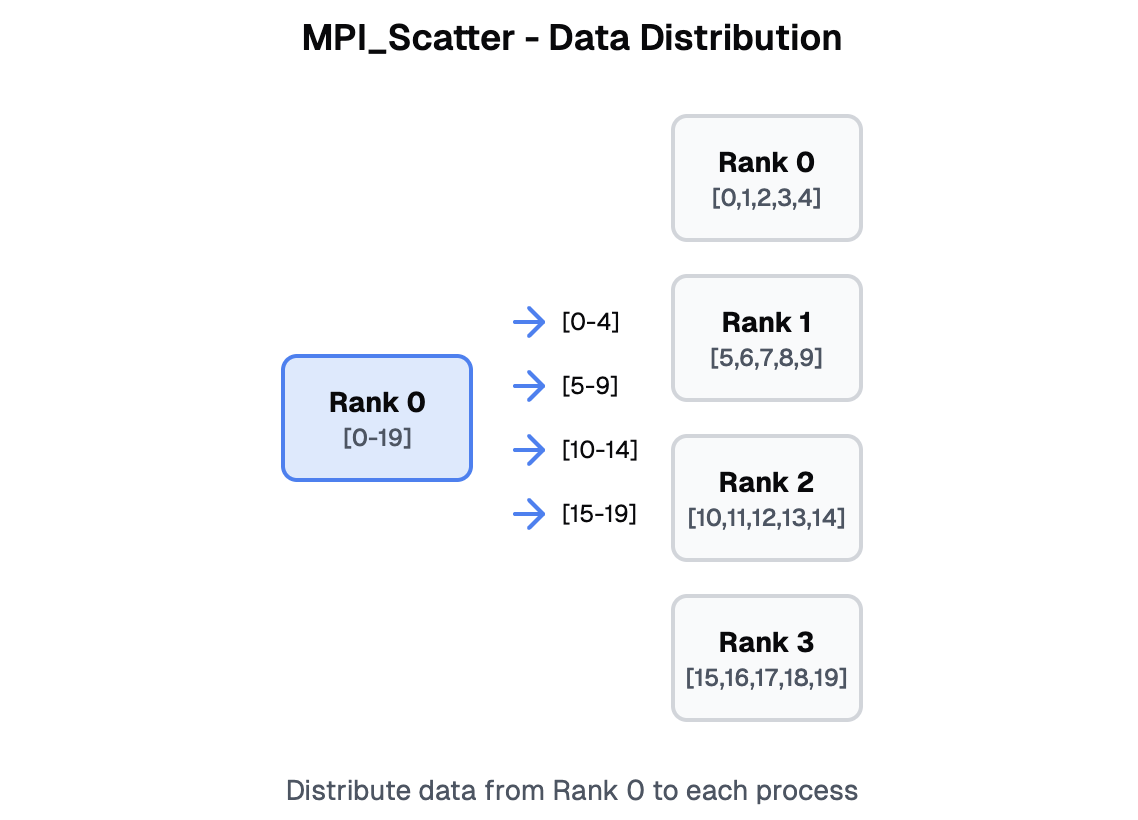 MPI_Scatter - Data Distribution
Rank 0
[0-19]
[0-4]
[5-9]
[10-14]
[15-19]
Rank 0
[0,1,2,3,4]
Rank 1
[5,6,7,8,9]
Rank 2
[10,11,12,13,14]
Rank 3
[15,16,17,18,19]
Distribute data from Rank 0 to each process